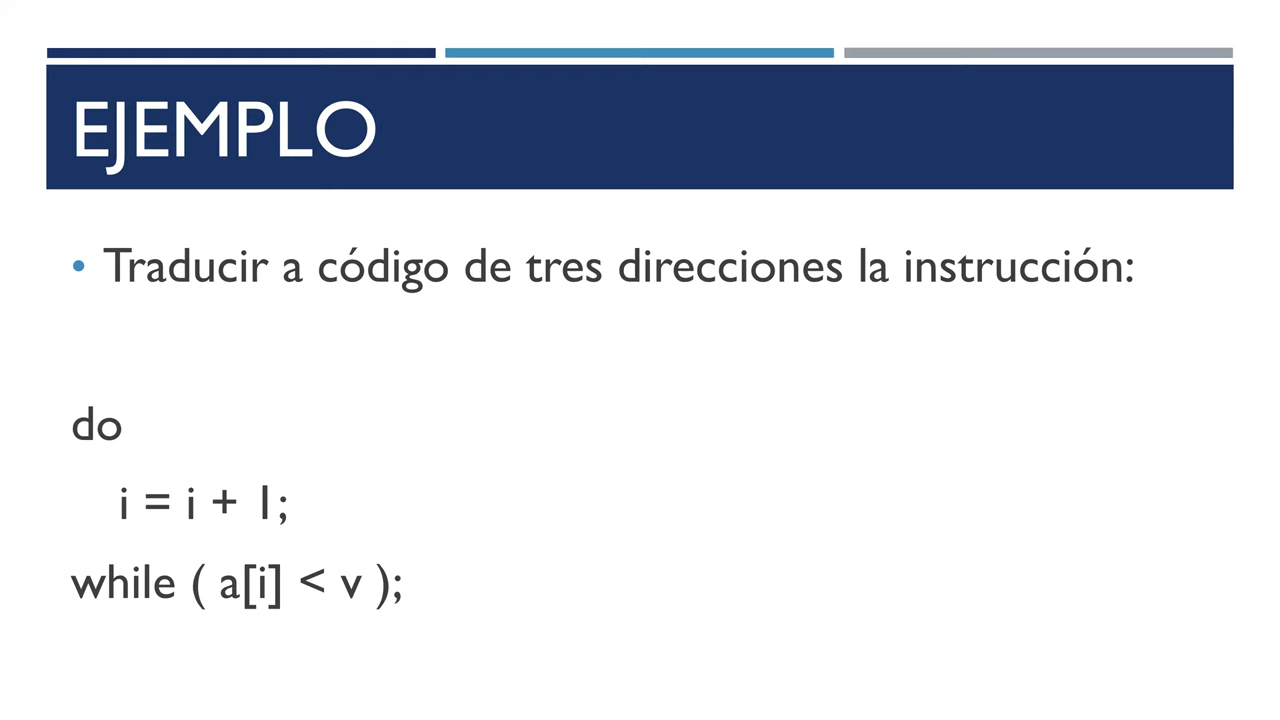 EJEMPLO
• Traducir a código de tres direcciones la instrucción:
do
i = i + 1;
while ( a[i] < v );